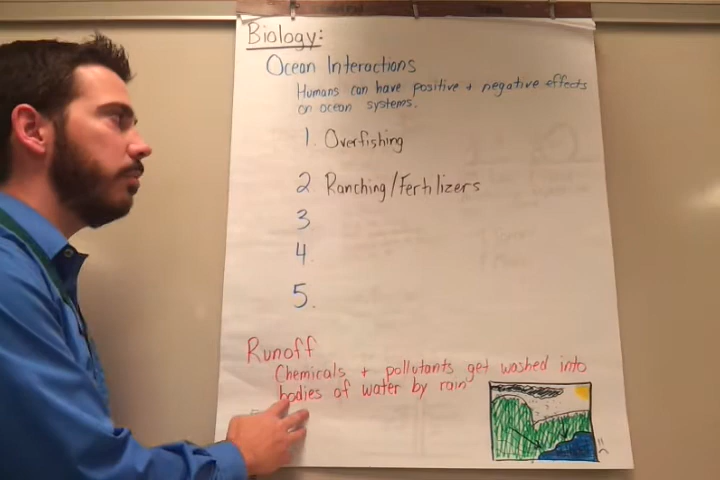 Biology:
Ocean Interactions
Humans can have positive + negative effects
on ocean systems.
1. Overfishing
2 Ranching/Fertilizers
3
4.
5.
Runoff
Chemicals + pollutants get washed into
bodies of water by rain